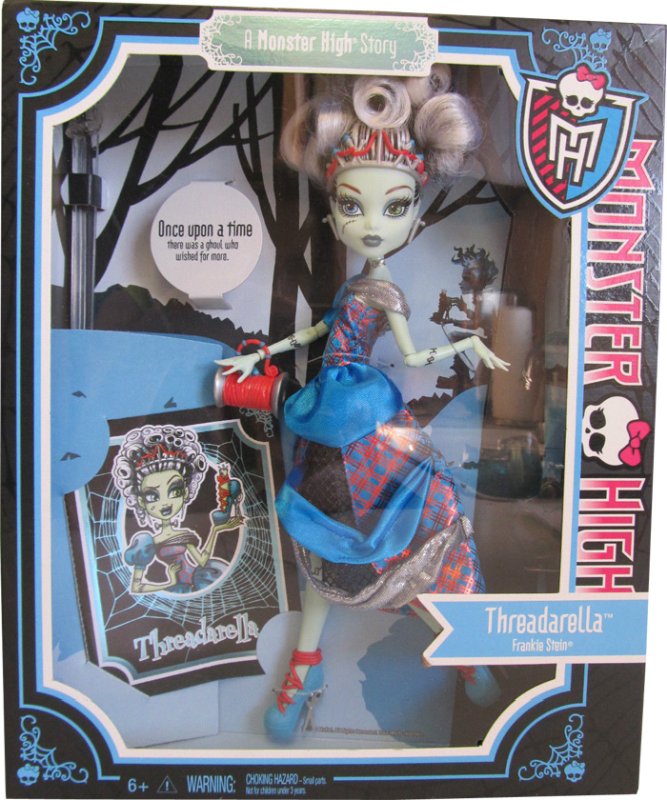 A Monster High® Story
MH
MONSTER HIGH
Once upon a time
there was a ghoul who
wished for more.
Threadarella
Threadarella™
Frankie Stein®
6+
WARNING:
CHOKING HAZARD - Small parts.
Not for children under 3 years.